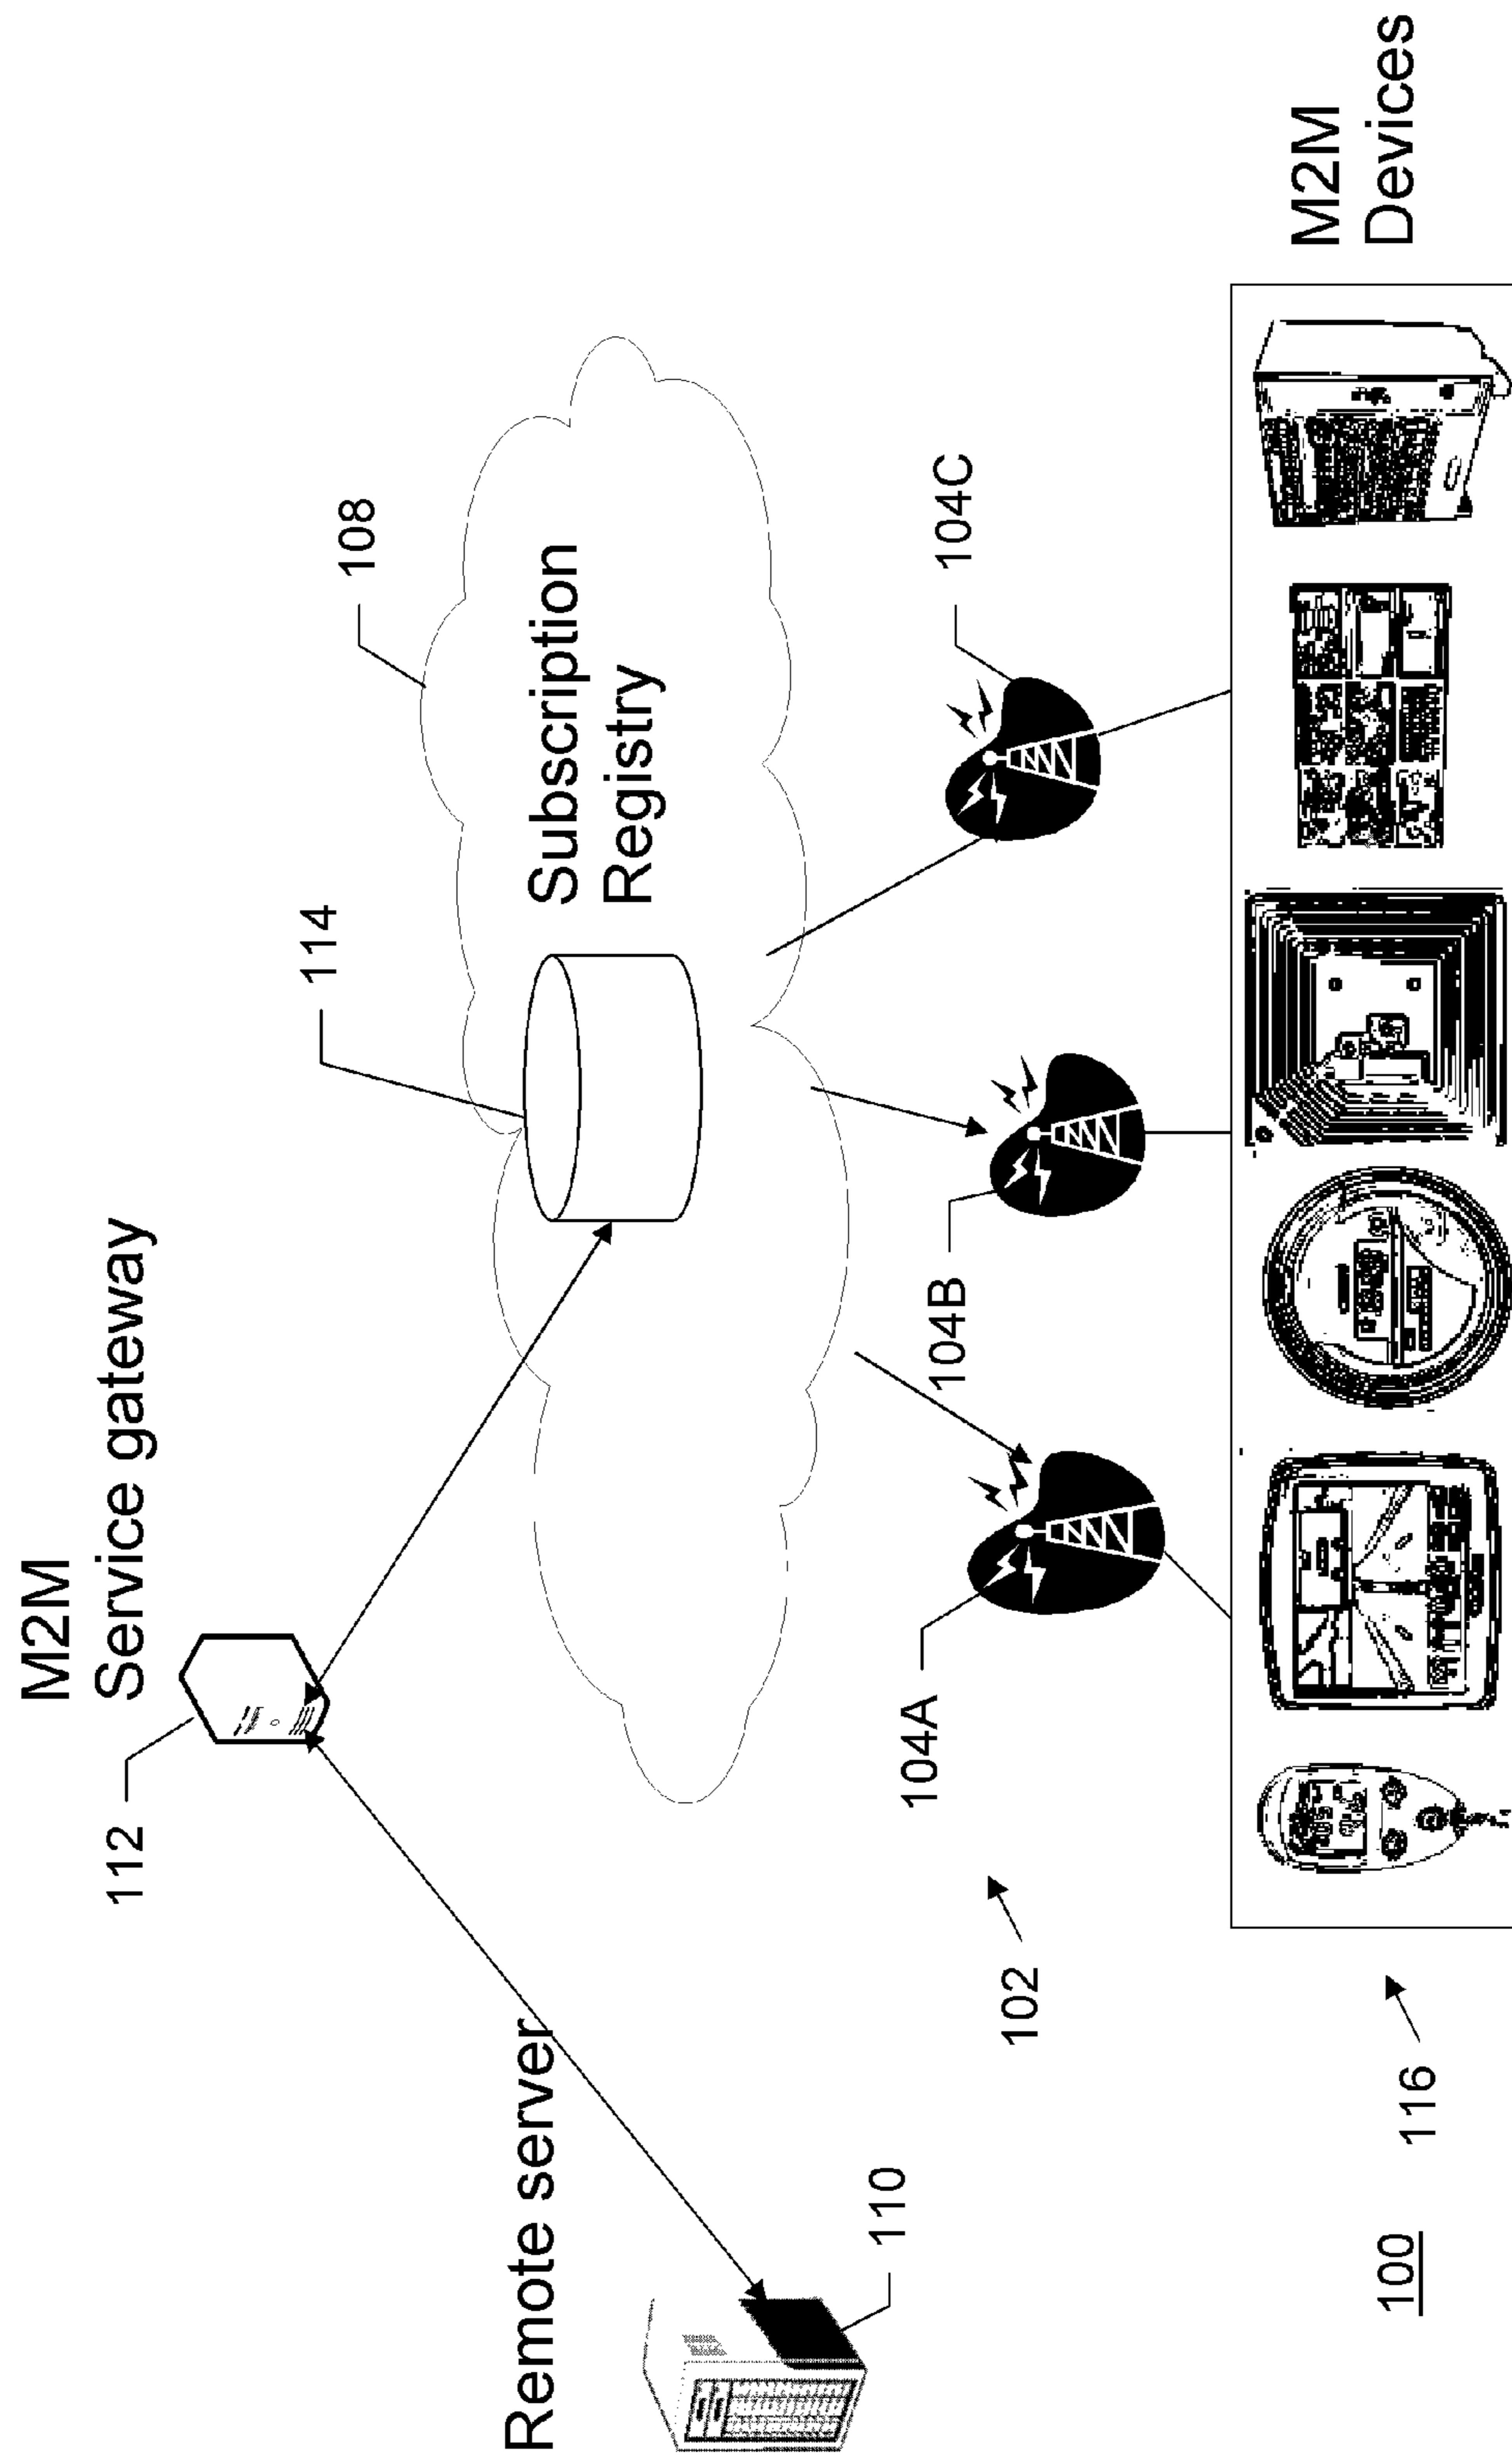 M2M
Service gateway
112
114
108
Remote server
Subscription
Registry
110
104A
104B
104C
102
M2M
Devices
116
100